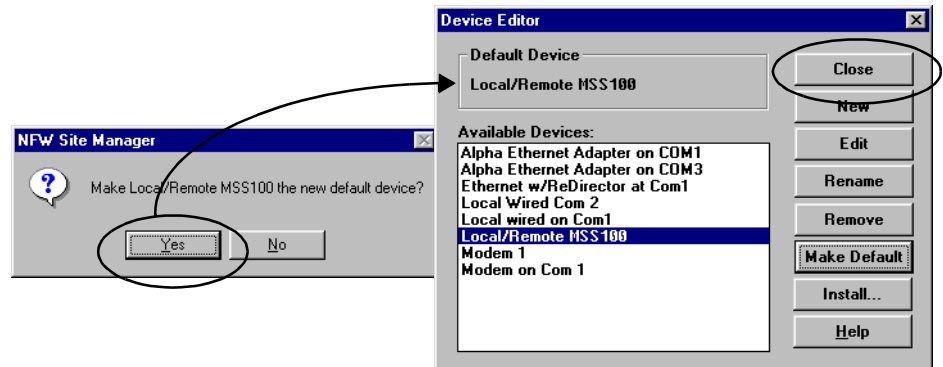 NFW Site Manager
Make Local/Remote MSS100 the new default device?
Yes
No
Device Editor
Default Device
Local/Remote MSS100
Available Devices:
Alpha Ethernet Adapter on COM1
Alpha Ethernet Adapter on COM3
Ethernet w/ReDirector at Com1
Local Wired Com 2
Local wired on Com1
Local/Remote MSS100
Modem 1
Modem on Com 1
Close
New
Edit
Rename
Remove
Make Default
Install...
Help